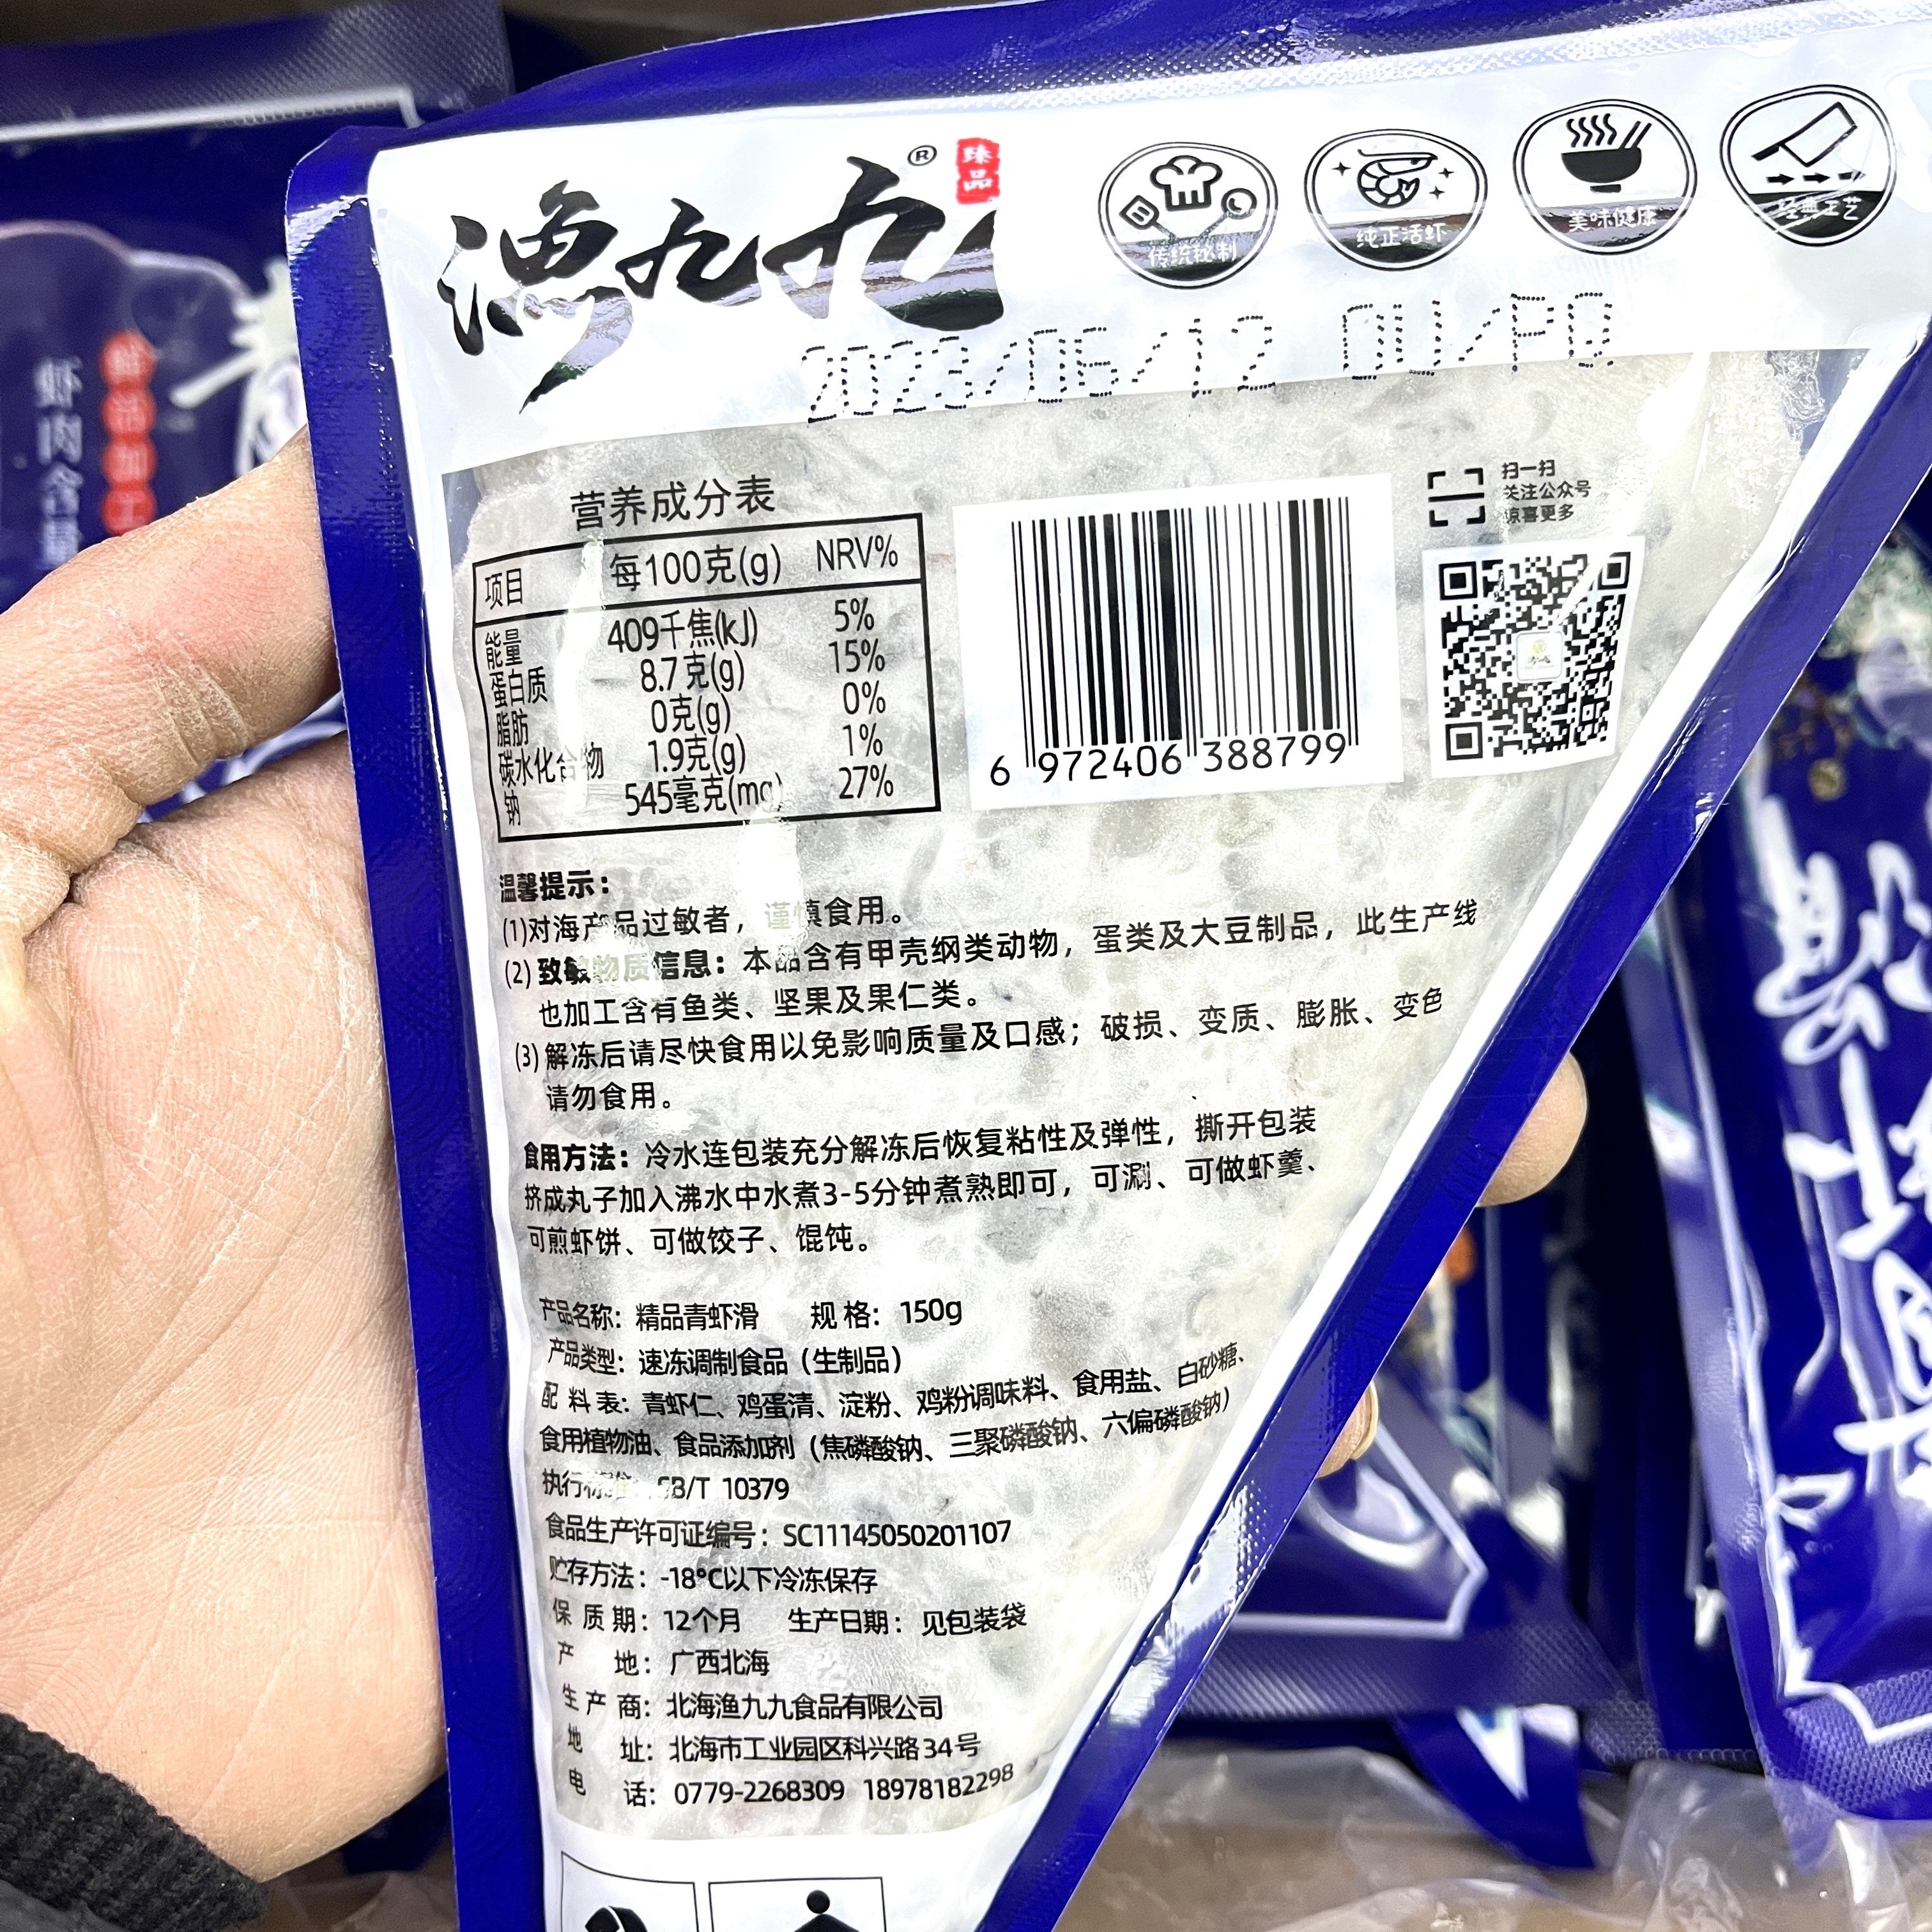 渔九九®
臻品
传统秘制
纯正活虾
美味健康
经典工艺
2023/06/12
营养成分表
项目 每100克(g) NRV%
能量 409千焦(kJ) 5%
蛋白质 8.7克(g) 15%
脂肪 0克(g) 0%
碳水化合物 1.9克(g) 1%
钠 545毫克(mg) 27%
6 972406 388799
扫一扫
关注公众号
惊喜更多
温馨提示：
(1)对海产品过敏者，谨慎食用。
(2)致敏物质信息：本品含有甲壳纲类动物，蛋类及大豆制品，此生产线
也加工含有鱼类、坚果及果仁类。
(3)解冻后请尽快食用以免影响质量及口感；破损、变质、膨胀、变色
请勿食用。
食用方法：冷水连包装充分解冻后恢复粘性及弹性，撕开包装
挤成丸子加入沸水中水煮3-5分钟煮熟即可，可涮、可做虾羹、
可煎虾饼、可做饺子、馄饨。
产品名称：精品青虾滑 规 格：150g
产品类型：速冻调制食品（生制品）
配 料 表：青虾仁、鸡蛋清、淀粉、鸡粉调味料、食用盐、白砂糖、
食用植物油、食品添加剂（焦磷酸钠、三聚磷酸钠、六偏磷酸钠）
执行标准：GB/T 10379
食品生产许可证编号：SC11145050201107
贮存方法：-18℃以下冷冻保存
保 质 期：12个月 生产日期：见包装袋
产 地：广西北海
生 产 商：北海渔九九食品有限公司
地 址：北海市工业园区科兴路34号
电 话：0779-2268309 18978182298
虾肉含量
鲜活加工